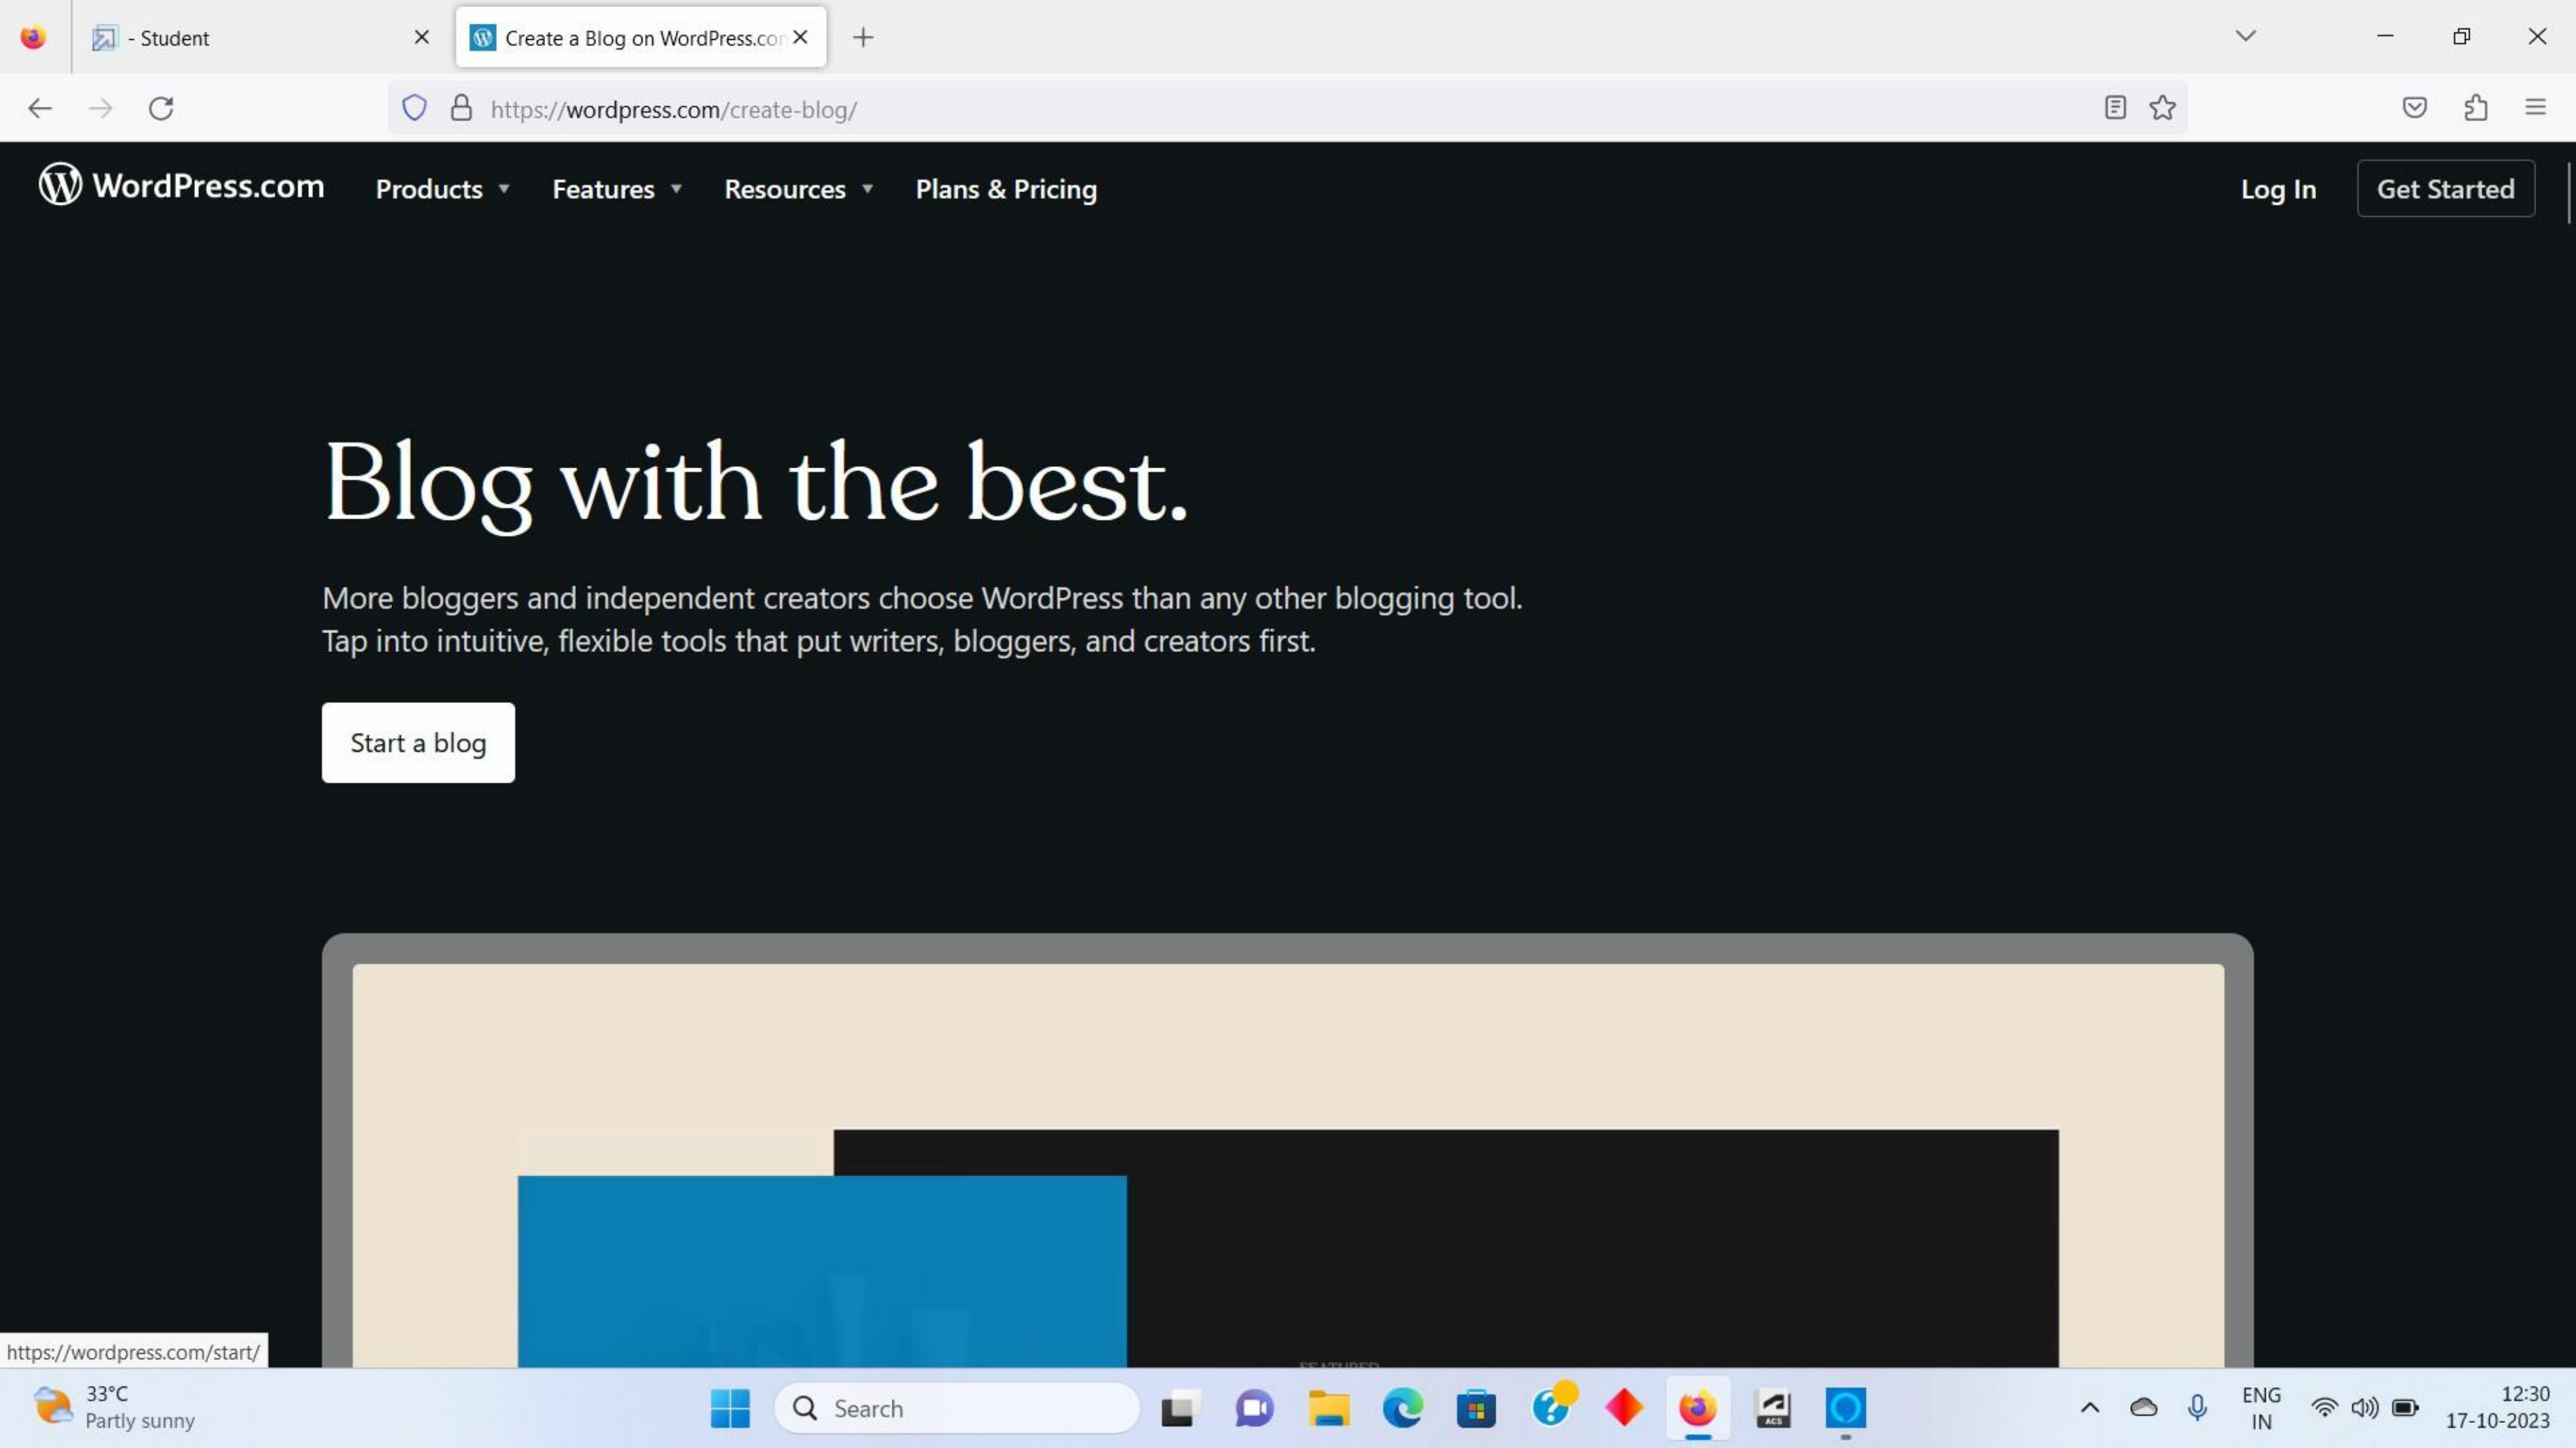 - Student
Create a Blog on WordPress.con
https://wordpress.com/create-blog/
WordPress.com Products Features Resources Plans & Pricing Log In Get Started
Blog with the best.
More bloggers and independent creators choose WordPress than any other blogging tool.
Tap into intuitive, flexible tools that put writers, bloggers, and creators first.
Start a blog
FEATURED
https://wordpress.com/start/
33°C
Partly sunny
Search
ACS
ENG
IN
12:30
17-10-2023